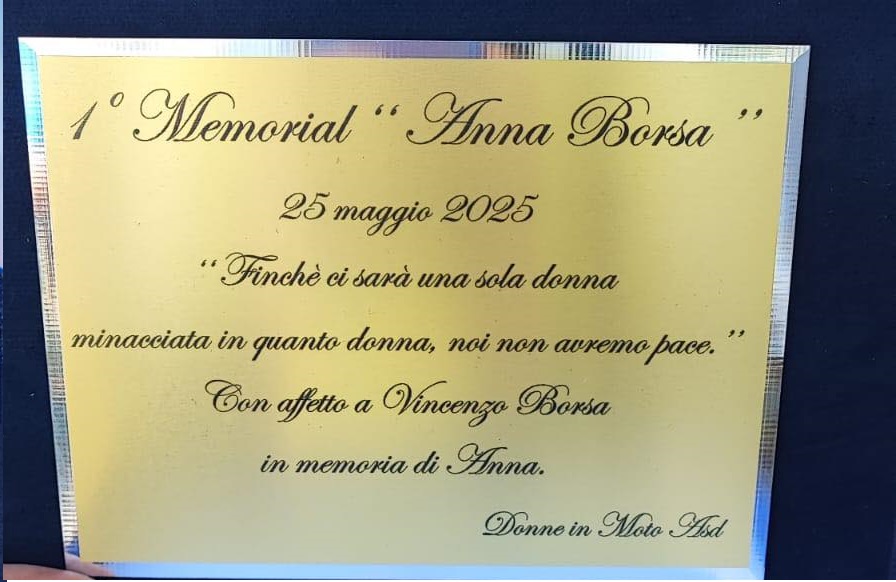 1° Memorial “ Anna Borsa ”
25 maggio 2025
“Finchè ci sarà una sola donna
minacciata in quanto donna, noi non avremo pace.”
Con affetto a Vincenzo Borsa
in memoria di Anna.
Donne in Moto Asd